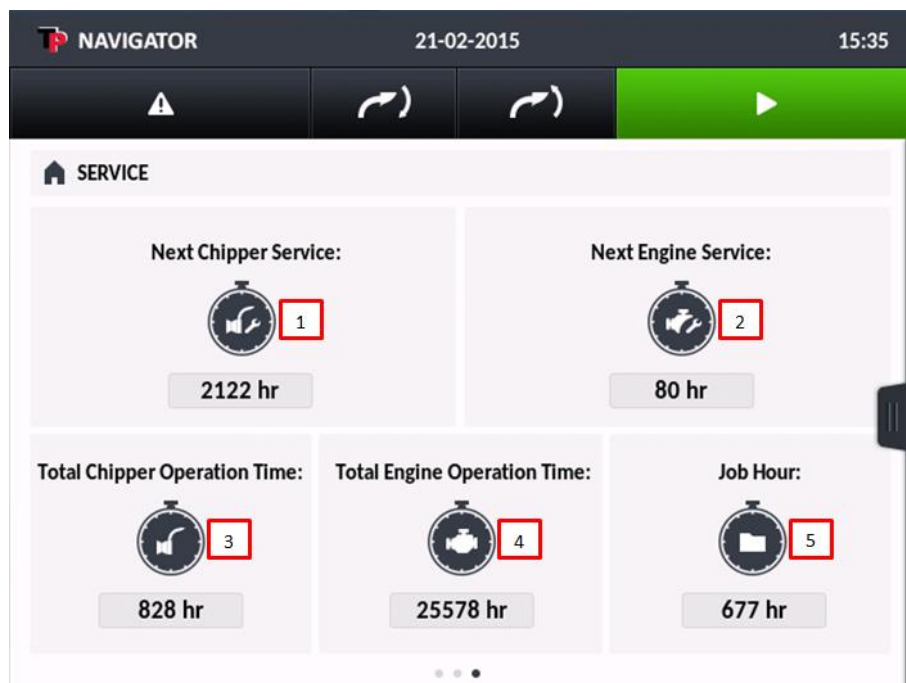 TP NAVIGATOR 21-02-2015 15:35
SERVICE
Next Chipper Service: Next Engine Service:
1 2
2122 hr 80 hr
Total Chipper Operation Time: Total Engine Operation Time: Job Hour:
3 4 5
828 hr 25578 hr 677 hr